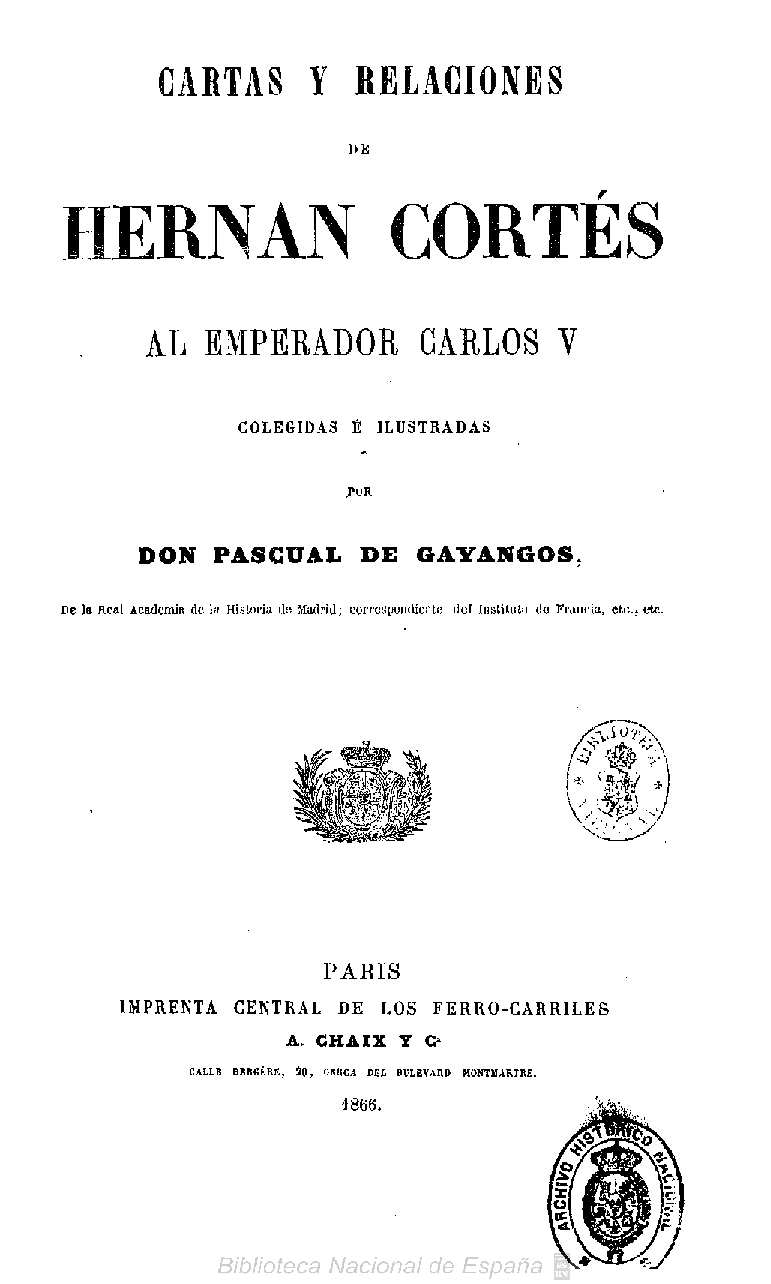 CARTAS Y RELACIONES
DE
HERNAN CORTÉS
AL EMPERADOR CARLOS V
COLEGIDAS É ILUSTRADAS
POR
DON PASCUAL DE GAYANGOS,
De la Real Academia de la Historia de Madrid; correspondiente del Instituto de Francia, etc., etc.
BIBLIOTECA
PARIS
IMPRENTA CENTRAL DE LOS FERRO-CARRILES
A. CHAIX Y Cª
CALLE BERGÈRE, 20, CERCA DEL BULEVARD MONTMARTRE.
1866.
ARCHIVO HISTORICO NACIONAL
Biblioteca Nacional de España